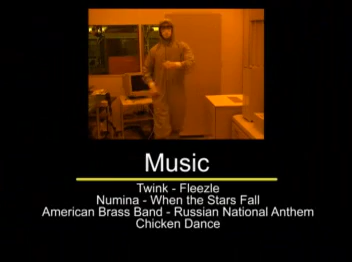 Music
Twink - Fleezle
Numina - When the Stars Fall
American Brass Band - Russian National Anthem
Chicken Dance